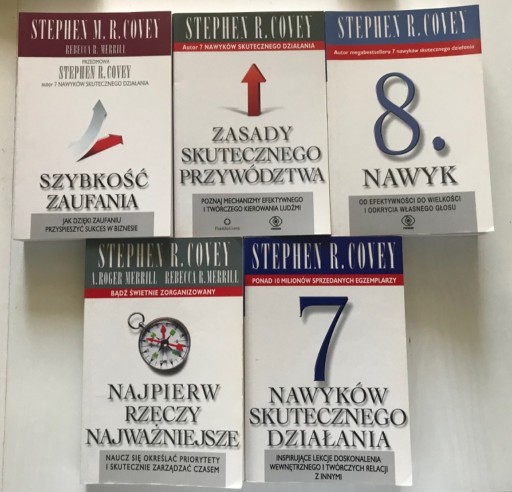 STEPHEN M.R. COVEY
REBECCA R. MERRILL
PRZEDMOWA
STEPHEN R. COVEY
autor 7 NAWYKÓW SKUTECZNEGO DZIAŁANIA
SZYBKOŚĆ
ZAUFANIA
JAK DZIĘKI ZAUFANIU
PRZYSPIESZYĆ SUKCES W BIZNESIE
STEPHEN R. COVEY
Autor 7 NAWYKÓW SKUTECZNEGO DZIAŁANIA
ZASADY
SKUTECZNEGO
PRZYWÓDZTWA
POZNAJ MECHANIZMY EFEKTYWNEGO
I TWÓRCZEGO KIEROWANIA LUDŹMI
FranklinCovey
STEPHEN R. COVEY
Autor megabestsellera 7 nawyków skutecznego działania
8.
NAWYK
OD EFEKTYWNOŚCI DO WIELKOŚCI
I ODKRYCIA WŁASNEGO GŁOSU
STEPHEN R. COVEY
A. ROGER MERRILL REBECCA R. MERRILL
BĄDŹ ŚWIETNIE ZORGANIZOWANY
NAJPIERW
RZECZY
NAJWAŻNIEJSZE
NAUCZ SIĘ OKREŚLAĆ PRIORYTETY
I SKUTECZNIE ZARZĄDZAĆ CZASEM
STEPHEN R. COVEY
PONAD 10 MILIONÓW SPRZEDANYCH EGZEMPLARZY
7
NAWYKÓW
SKUTECZNEGO
DZIAŁANIA
INSPIRUJĄCE LEKCJE DOSKONALENIA
WEWNĘTRZNEGO I TWÓRCZYCH RELACJI
Z INNYMI